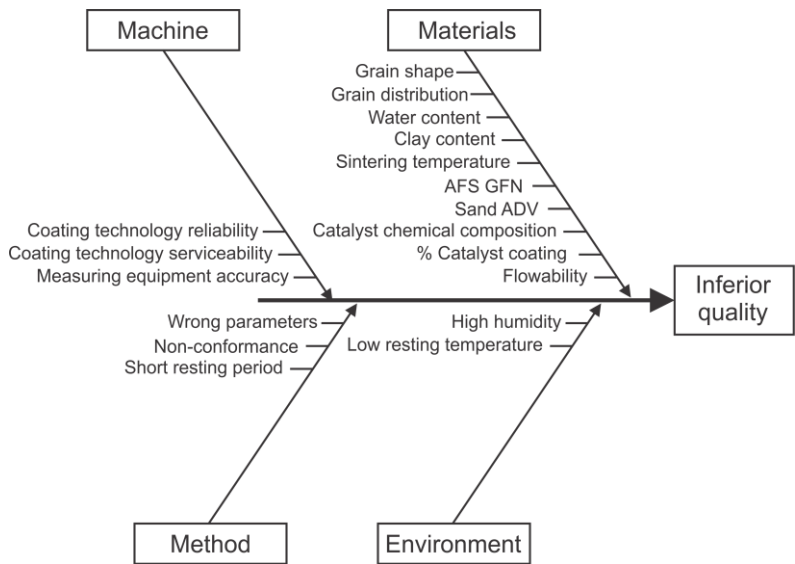 Machine
Materials
Grain shape
Grain distribution
Water content
Clay content
Sintering temperature
AFS GFN
Sand ADV
Catalyst chemical composition
% Catalyst coating
Flowability
Coating technology reliability
Coating technology serviceability
Measuring equipment accuracy
Inferior
quality
Wrong parameters
Non-conformance
Short resting period
High humidity
Low resting temperature
Method
Environment